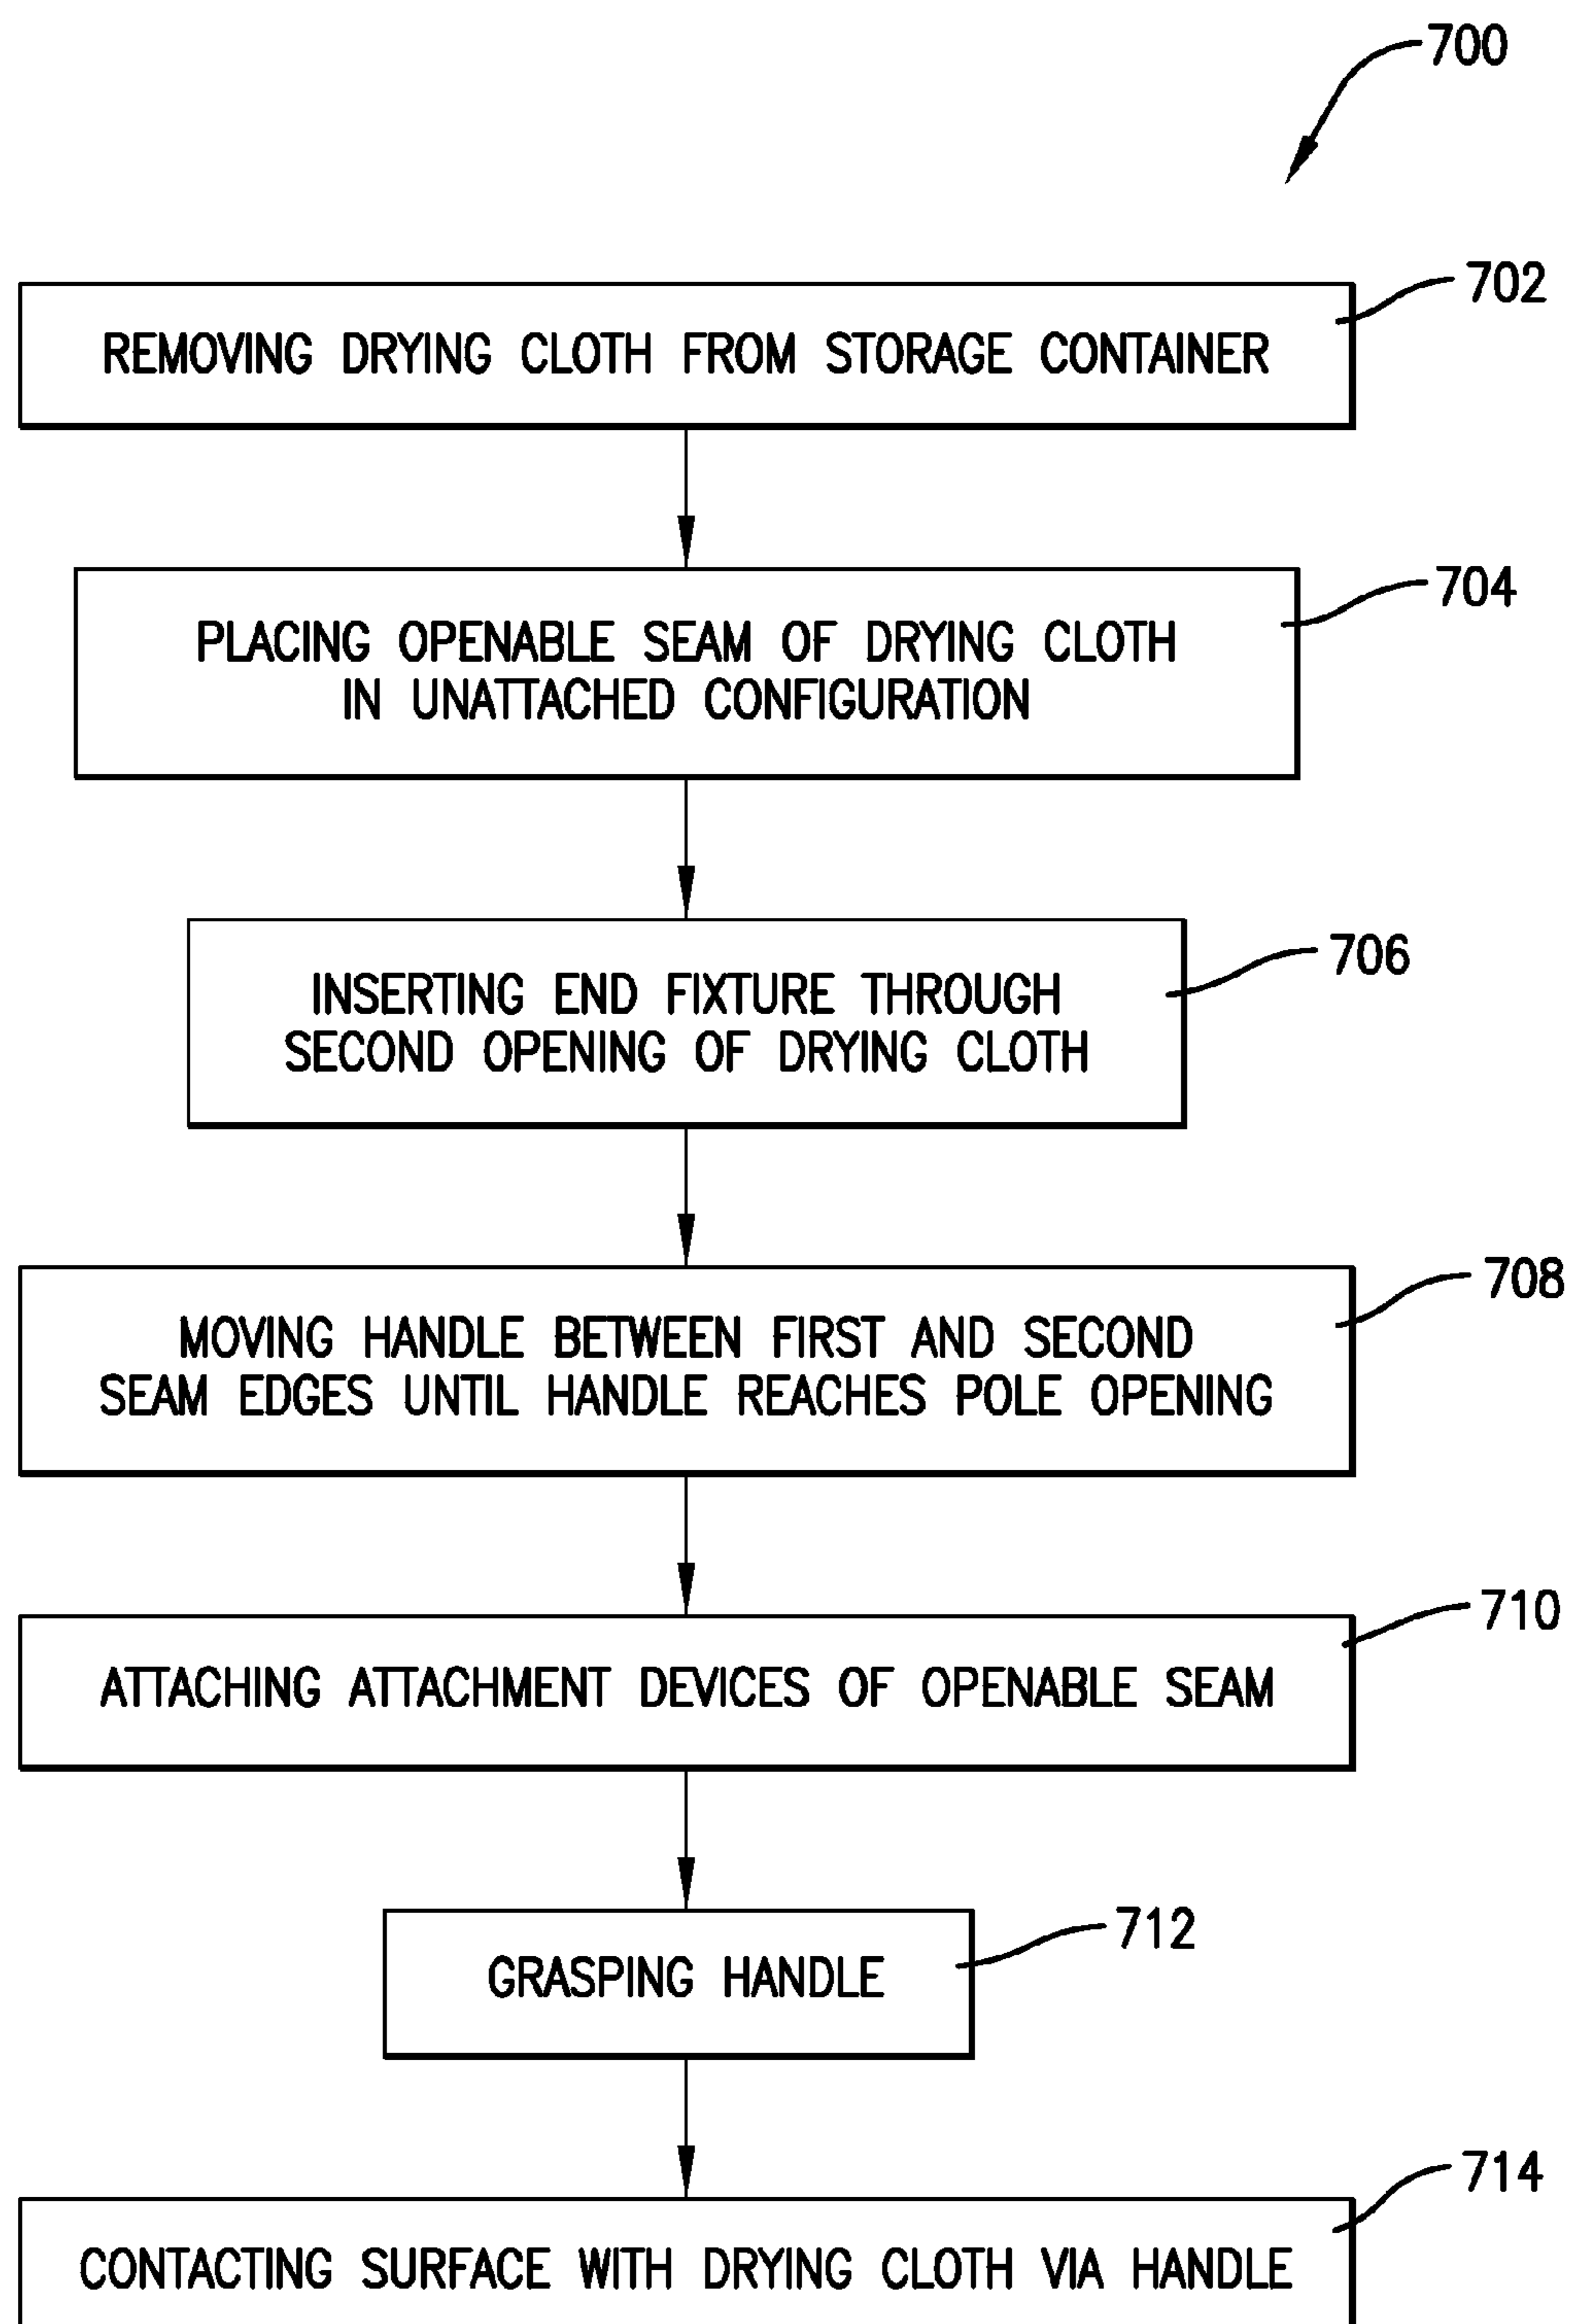 700
702
REMOVING DRYING CLOTH FROM STORAGE CONTAINER
704
PLACING OPENABLE SEAM OF DRYING CLOTH
IN UNATTACHED CONFIGURATION
706
INSERTING END FIXTURE THROUGH
SECOND OPENING OF DRYING CLOTH
708
MOVING HANDLE BETWEEN FIRST AND SECOND
SEAM EDGES UNTIL HANDLE REACHES POLE OPENING
710
ATTACHING ATTACHMENT DEVICES OF OPENABLE SEAM
712
GRASPING HANDLE
714
CONTACTING SURFACE WITH DRYING CLOTH VIA HANDLE